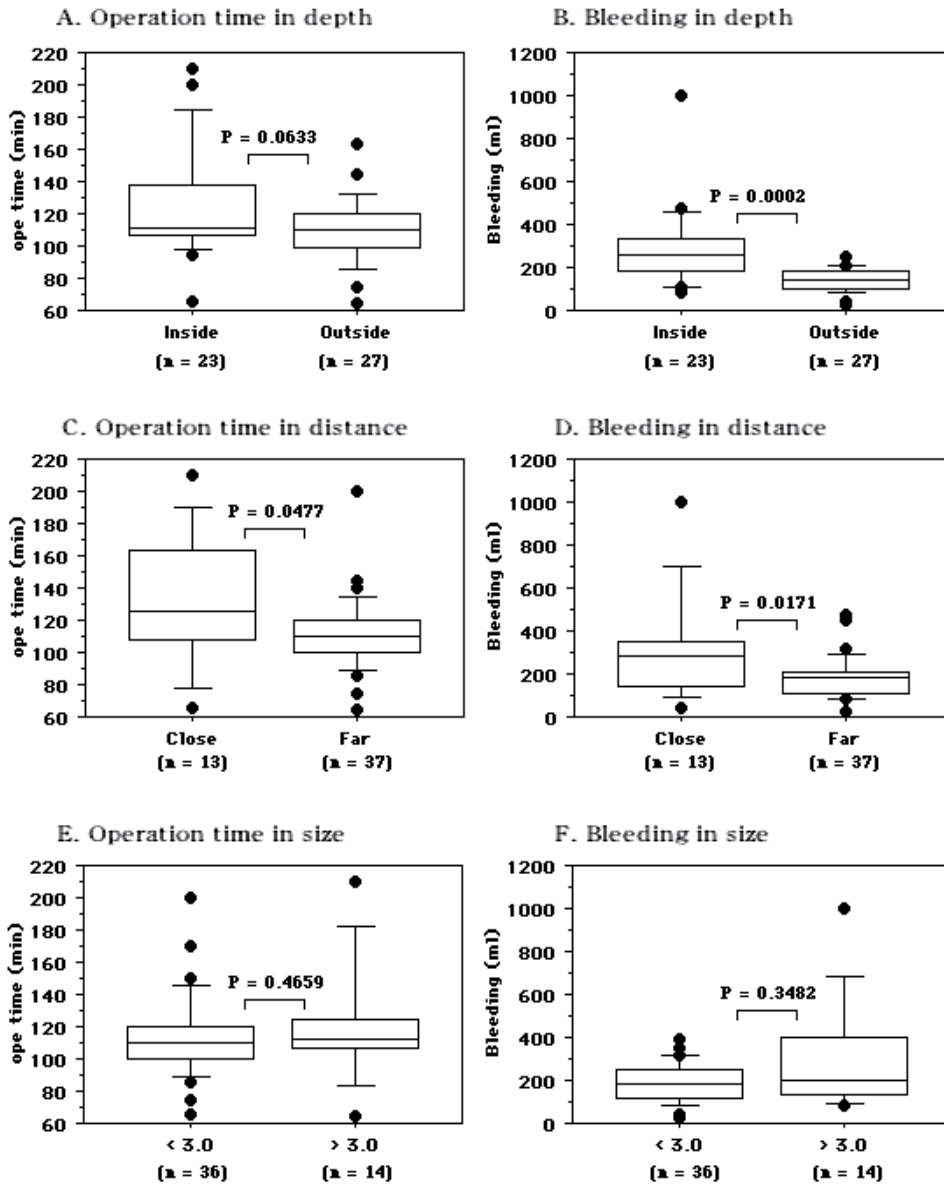 A. Operation time in depth
ope time (min)
220
200
180
160
140
120
100
80
60
P = 0.0633
Inside
Outside
(n = 23)
(n = 27)
B. Bleeding in depth
Bleeding (ml)
1200
1000
800
600
400
200
0
P = 0.0002
Inside
Outside
(n = 23)
(n = 27)
C. Operation time in distance
ope time (min)
220
200
180
160
140
120
100
80
60
P = 0.0477
Close
Far
(n = 13)
(n = 37)
D. Bleeding in distance
Bleeding (ml)
1200
1000
800
600
400
200
0
P = 0.0171
Close
Far
(n = 13)
(n = 37)
E. Operation time in size
ope time (min)
220
200
180
160
140
120
100
80
60
P = 0.4659
< 3.0
> 3.0
(n = 36)
(n = 14)
F. Bleeding in size
Bleeding (ml)
1200
1000
800
600
400
200
0
P = 0.3482
< 3.0
> 3.0
(n = 36)
(n = 14)